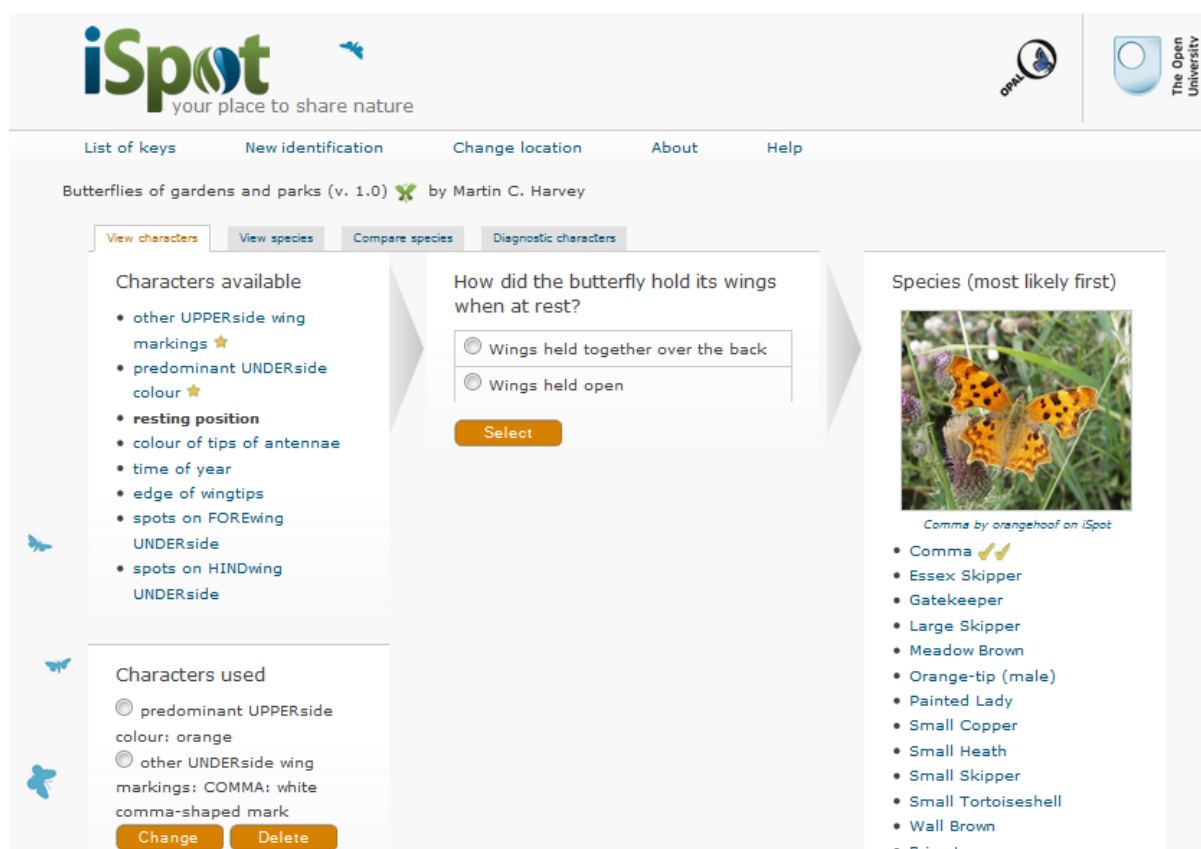 iSpot
your place to share nature
OPAL
The Open
University
List of keys New identification Change location About Help
Butterflies of gardens and parks (v. 1.0) by Martin C. Harvey
View characters View species Compare species Diagnostic characters
Characters available
other UPPERside wing
markings
predominant UNDERside
colour
resting position
colour of tips of antennae
time of year
edge of wingtips
spots on FOREwing
UNDERside
spots on HINDwing
UNDERside
Characters used
predominant UPPERside
colour: orange
other UNDERside wing
markings: COMMA: white
comma-shaped mark
Change Delete
How did the butterfly hold its wings
when at rest?
Wings held together over the back
Wings held open
Select
Species (most likely first)
Comma by orangehoof on iSpot
Comma
Essex Skipper
Gatekeeper
Large Skipper
Meadow Brown
Orange-tip (male)
Painted Lady
Small Copper
Small Heath
Small Skipper
Small Tortoiseshell
Wall Brown